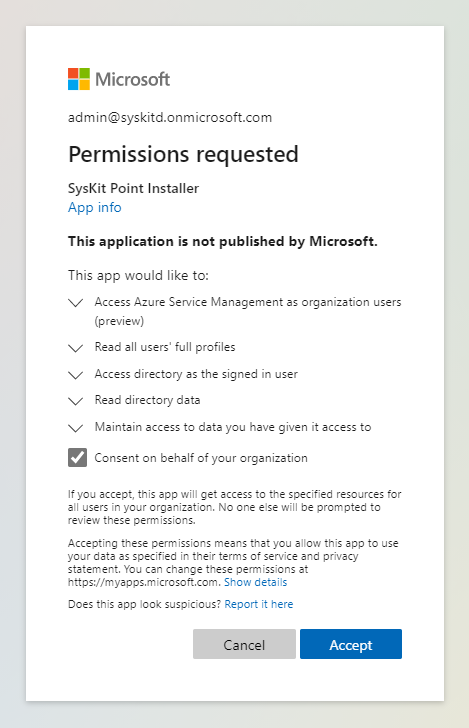 Microsoft
admin@syskitd.onmicrosoft.com
Permissions requested
SysKit Point Installer
App info
This application is not published by Microsoft.
This app would like to:
Access Azure Service Management as organization users
(preview)
Read all users' full profiles
Access directory as the signed in user
Read directory data
Maintain access to data you have given it access to
Consent on behalf of your organization
If you accept, this app will get access to the specified resources for
all users in your organization. No one else will be prompted to
review these permissions.
Accepting these permissions means that you allow this app to use
your data as specified in their terms of service and privacy
statement. You can change these permissions at
https://myapps.microsoft.com. Show details
Does this app look suspicious? Report it here
Cancel
Accept